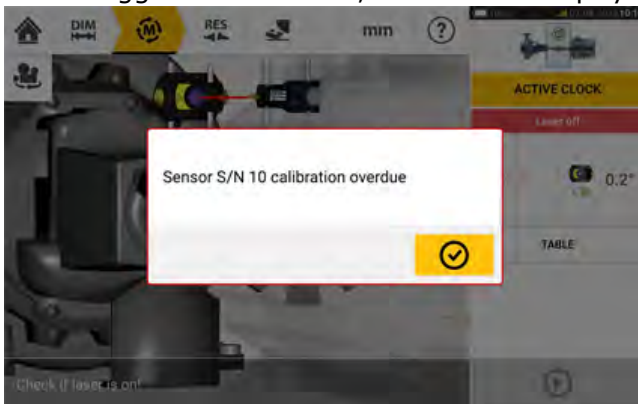 DIM
M
RES
mm
?
ACTIVE CLOCK
Laser off
0.2°
TABLE
Sensor S/N 10 calibration overdue
Check if laser is on!